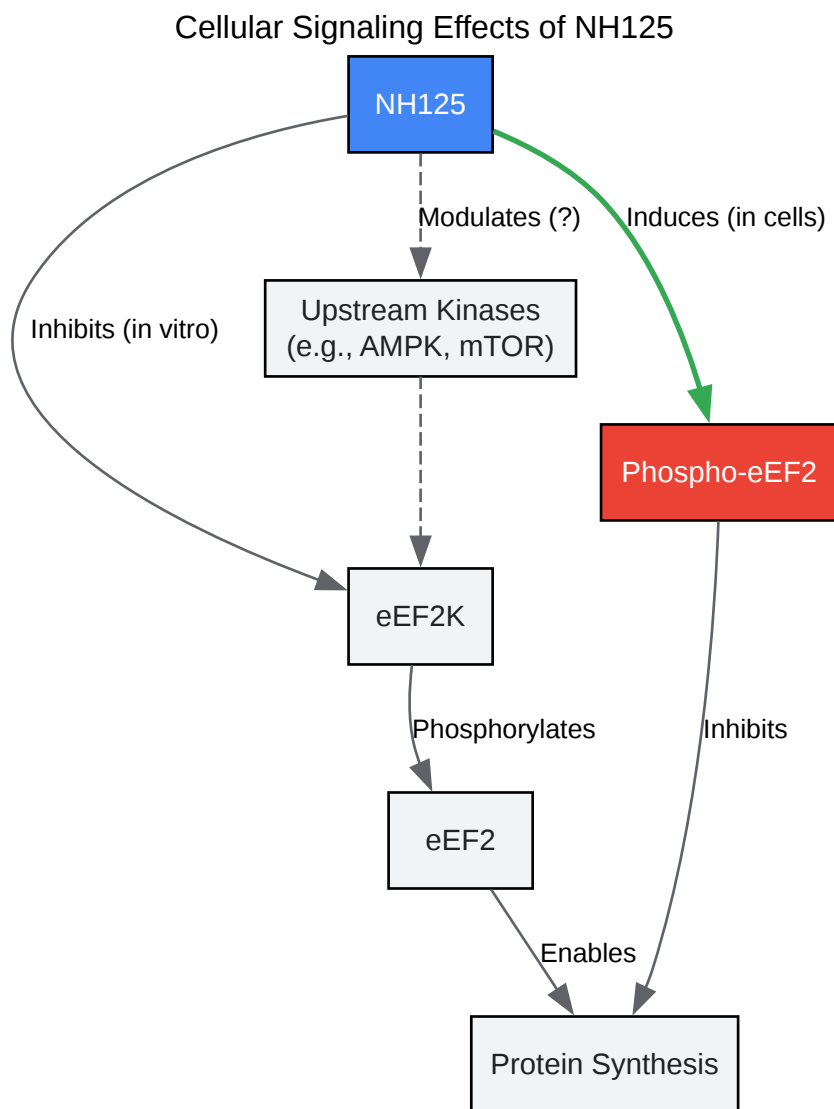 Cellular Signaling Effects of NH125
NH125
Modulates (?)
Induces (in cells)
Inhibits (in vitro)
Upstream Kinases
(e.g., AMPK, mTOR)
Phospho-eEF2
eEF2K
Phosphorylates
Inhibits
eEF2
Enables
Protein Synthesis